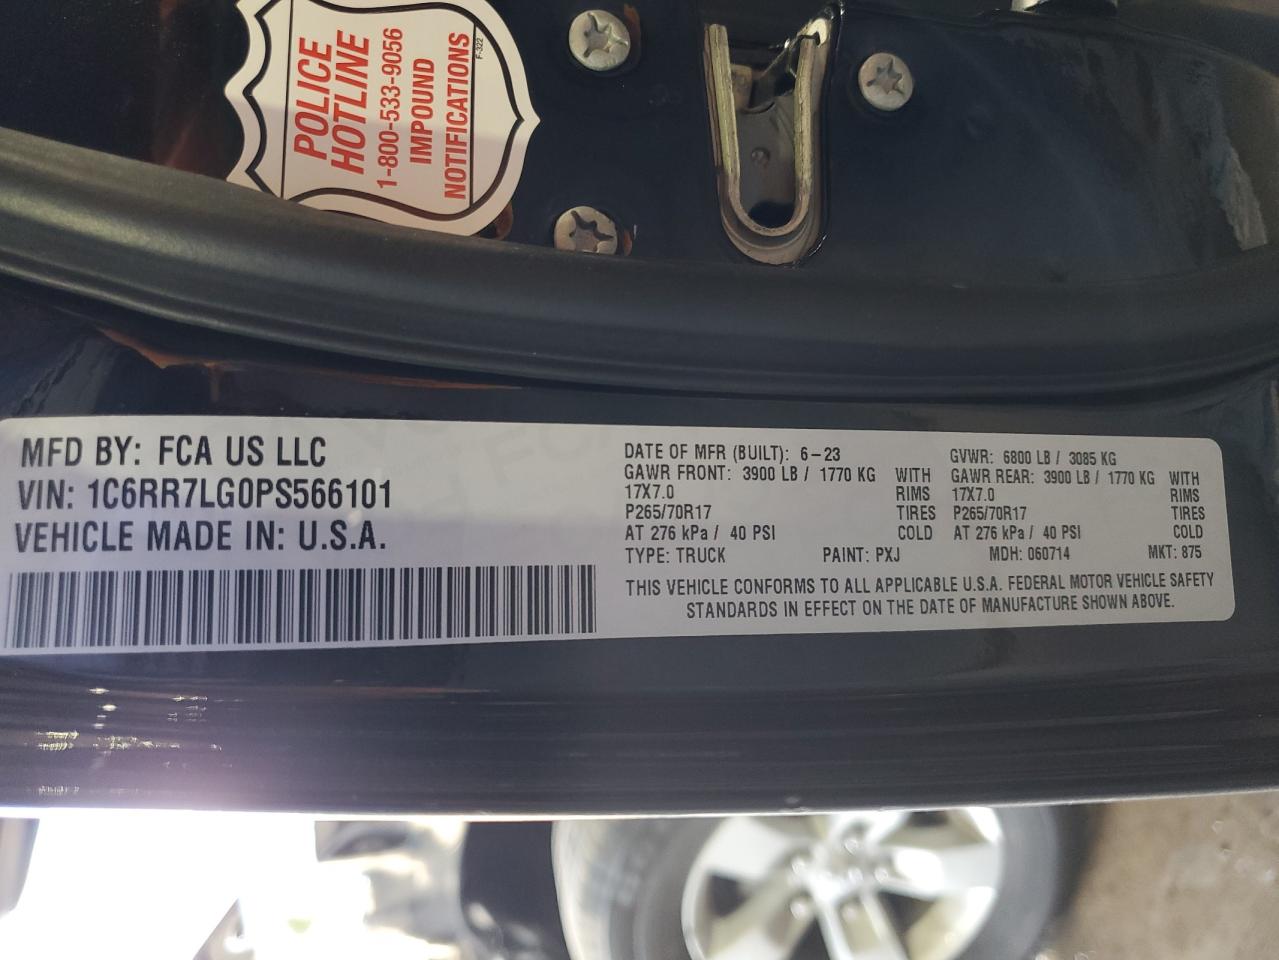 POLICE
HOTLINE
1-800-533-9056
IMPOUND
NOTIFICATIONS
F-322
MFD BY: FCA US LLC
VIN: 1C6RR7LG0PS566101
VEHICLE MADE IN: U.S.A.
DATE OF MFR (BUILT): 6-23 GVWR: 6800 LB / 3085 KG
GAWR FRONT: 3900 LB / 1770 KG WITH GAWR REAR: 3900 LB / 1770 KG WITH
17X7.0 RIMS 17X7.0 RIMS
P265/70R17 TIRES P265/70R17 TIRES
AT 276 kPa / 40 PSI COLD AT 276 kPa / 40 PSI COLD
TYPE: TRUCK PAINT: PXJ MDH: 060714 MKT: 875
THIS VEHICLE CONFORMS TO ALL APPLICABLE U.S.A. FEDERAL MOTOR VEHICLE SAFETY
STANDARDS IN EFFECT ON THE DATE OF MANUFACTURE SHOWN ABOVE.